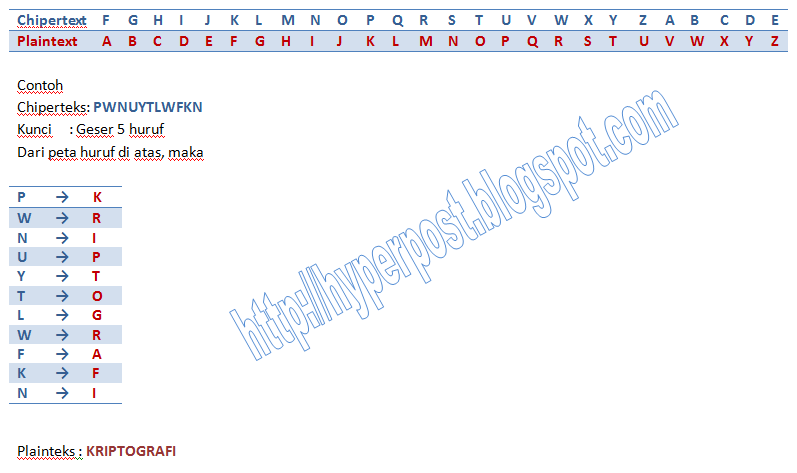 Chipertext F G H I J K L M N O P Q R S T U V W X Y Z A B C D E
Plaintext A B C D E F G H I J K L M N O P Q R S T U V W X Y Z
Contoh
Chiperteks: PWNUYTLWFKN
Kunci : Geser 5 huruf
Dari peta huruf di atas, maka
P → K
W → R
N → I
U → P
Y → T
T → O
L → G
W → R
F → A
K → F
N → I
http://hyperpost.blogspot.com
Plainteks : KRIPTOGRAFI